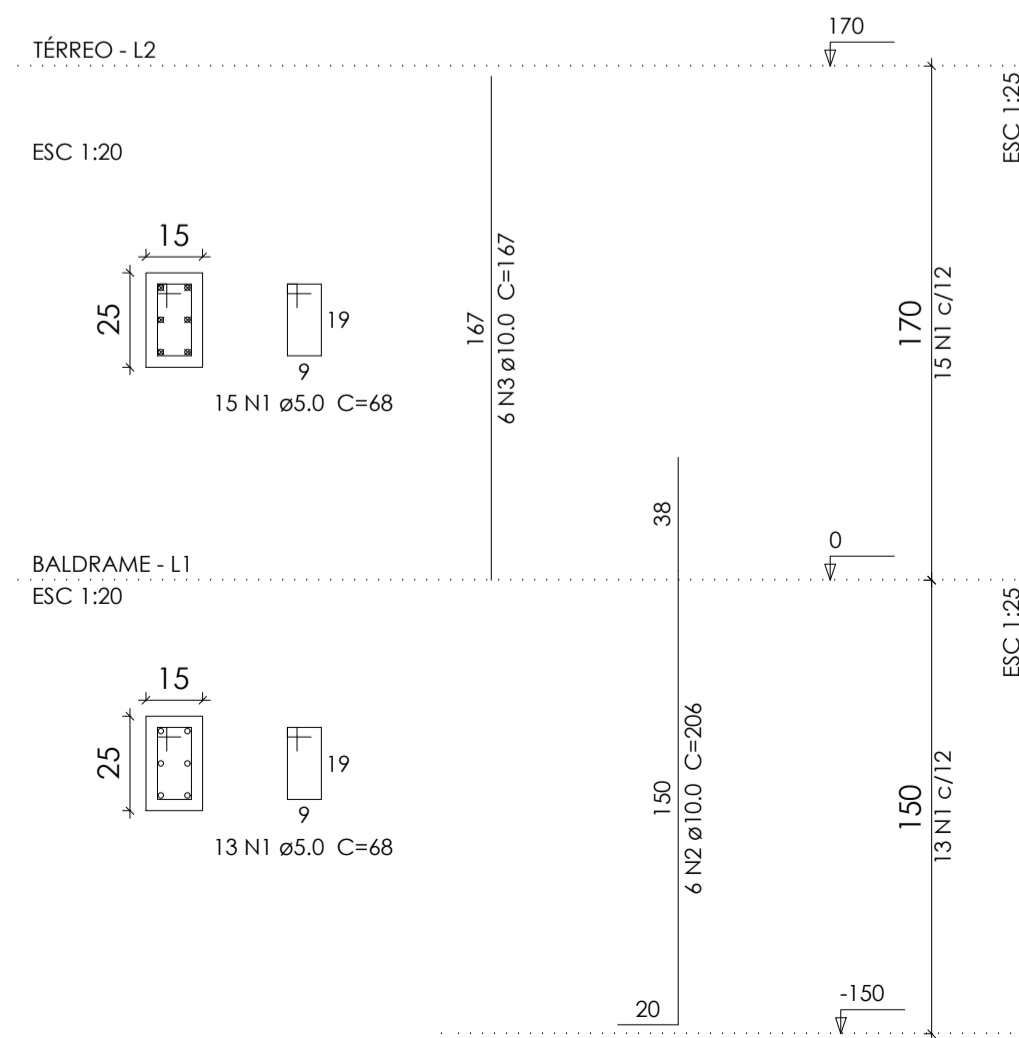 170
TÉRREO - L2
ESC 1:25
ESC 1:20
15
25
19
9
15 N1 ø5.0 C=68
167
6 N3 ø10.0 C=167
170
15 N1 c/12
38
0
BALDRAME - L1
ESC 1:20
ESC 1:25
15
25
19
9
13 N1 ø5.0 C=68
150
6 N2 ø10.0 C=206
150
13 N1 c/12
20
-150